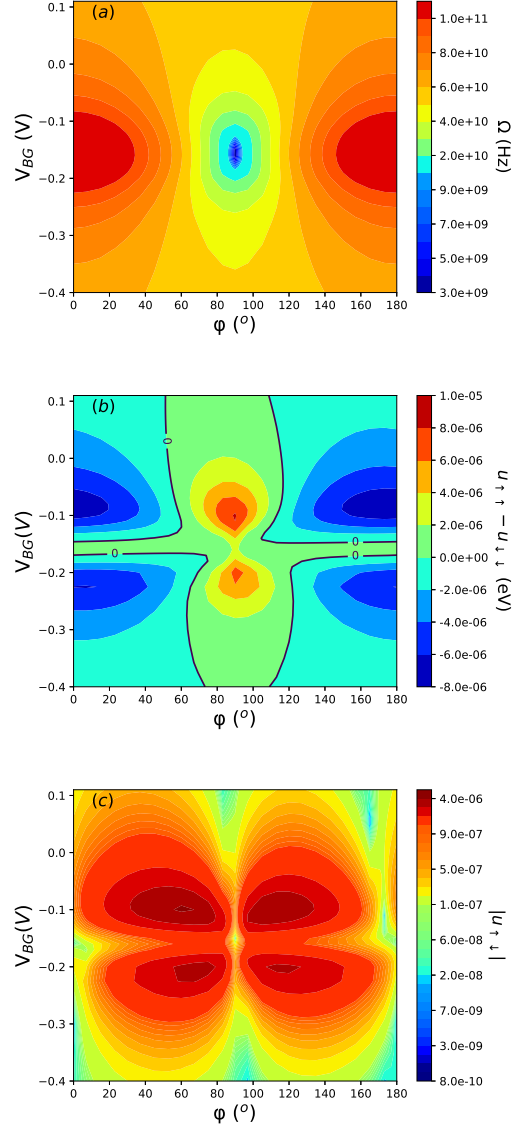 (a)
V_BG (V)
0.0
−0.1
−0.2
−0.3
−0.4
0 20 40 60 80 100 120 140 160 180
φ (°)
1.0e+11
8.0e+10
6.0e+10
4.0e+10
2.0e+10
9.0e+09
7.0e+09
5.0e+09
3.0e+09
Ω (Hz)
(b)
V_BG(V)
0.1
0.0
−0.1
−0.2
−0.3
−0.4
0
0
0
0
0 20 40 60 80 100 120 140 160 180
φ (°)
1.0e-05
8.0e-06
6.0e-06
4.0e-06
2.0e-06
0.0e+00
-2.0e-06
-4.0e-06
-6.0e-06
-8.0e-06
u↑↑ − u↓↓ (eV)
(c)
V_BG(V)
0.1
0.0
−0.1
−0.2
−0.3
−0.4
0 20 40 60 80 100 120 140 160 180
φ (°)
4.0e-06
9.0e-07
5.0e-07
1.0e-07
6.0e-08
2.0e-08
7.0e-09
3.0e-09
8.0e-10
|u↑↓|